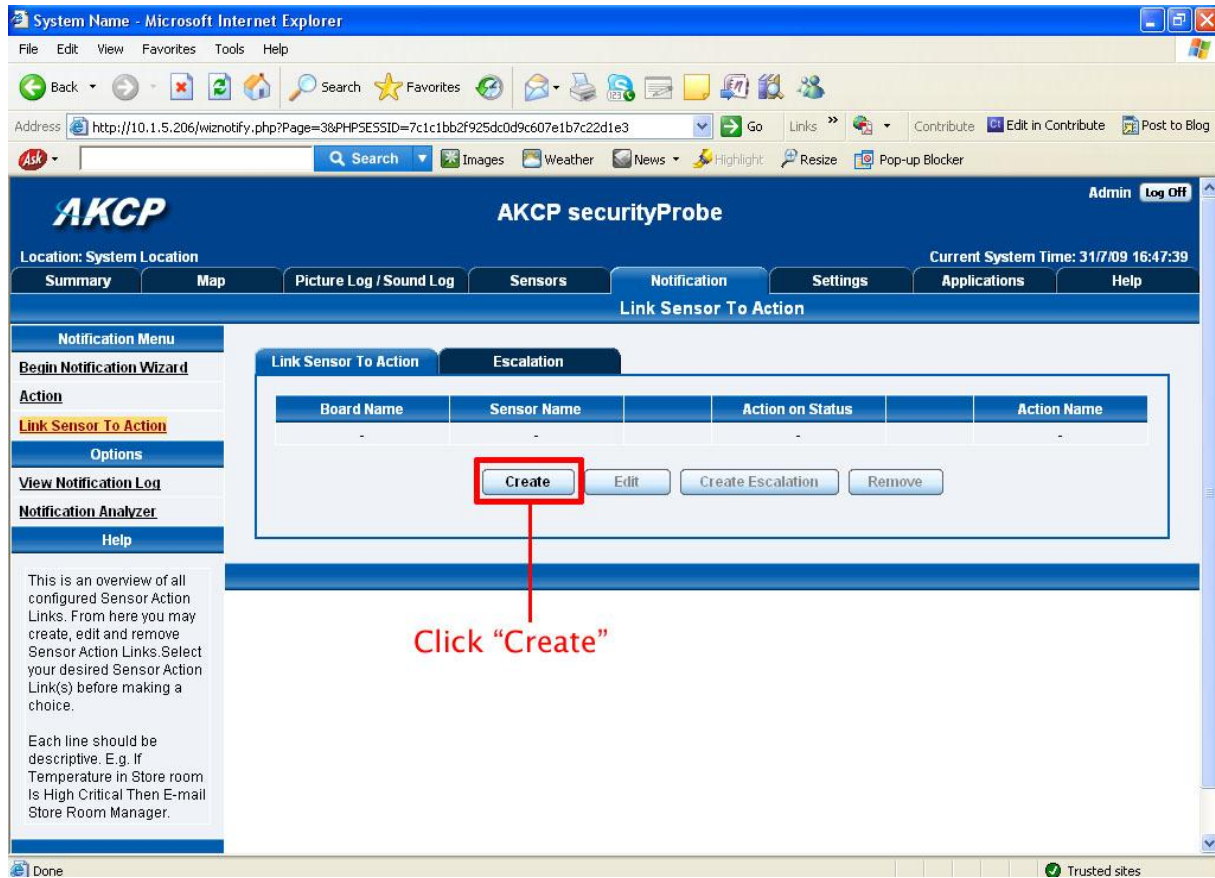 System Name - Microsoft Internet Explorer
File Edit View Favorites Tools Help
Back Search Favorites
Address http://10.1.5.206/wiznotify.php?Page=3&PHPSESSID=7c1c1bb2f925dc0d9c607e1b7c22d1e3 Go Links » Contribute Edit in Contribute Post to Blog
Ask Search Images Weather News Highlight Resize Pop-up Blocker
AKCP
AKCP securityProbe
Admin Log Off
Location: System Location
Current System Time: 31/7/09 16:47:39
Summary Map Picture Log / Sound Log Sensors Notification Settings Applications Help
Link Sensor To Action
Notification Menu
Begin Notification Wizard
Action
Link Sensor To Action
Options
View Notification Log
Notification Analyzer
Help
This is an overview of all
configured Sensor Action
Links. From here you may
create, edit and remove
Sensor Action Links.Select
your desired Sensor Action
Link(s) before making a
choice.
Each line should be
descriptive. E.g. If
Temperature in Store room
Is High Critical Then E-mail
Store Room Manager.
Link Sensor To Action Escalation
Board Name Sensor Name Action on Status Action Name
- - - -
Create Edit Create Escalation Remove
Click “Create”
Done
Trusted sites